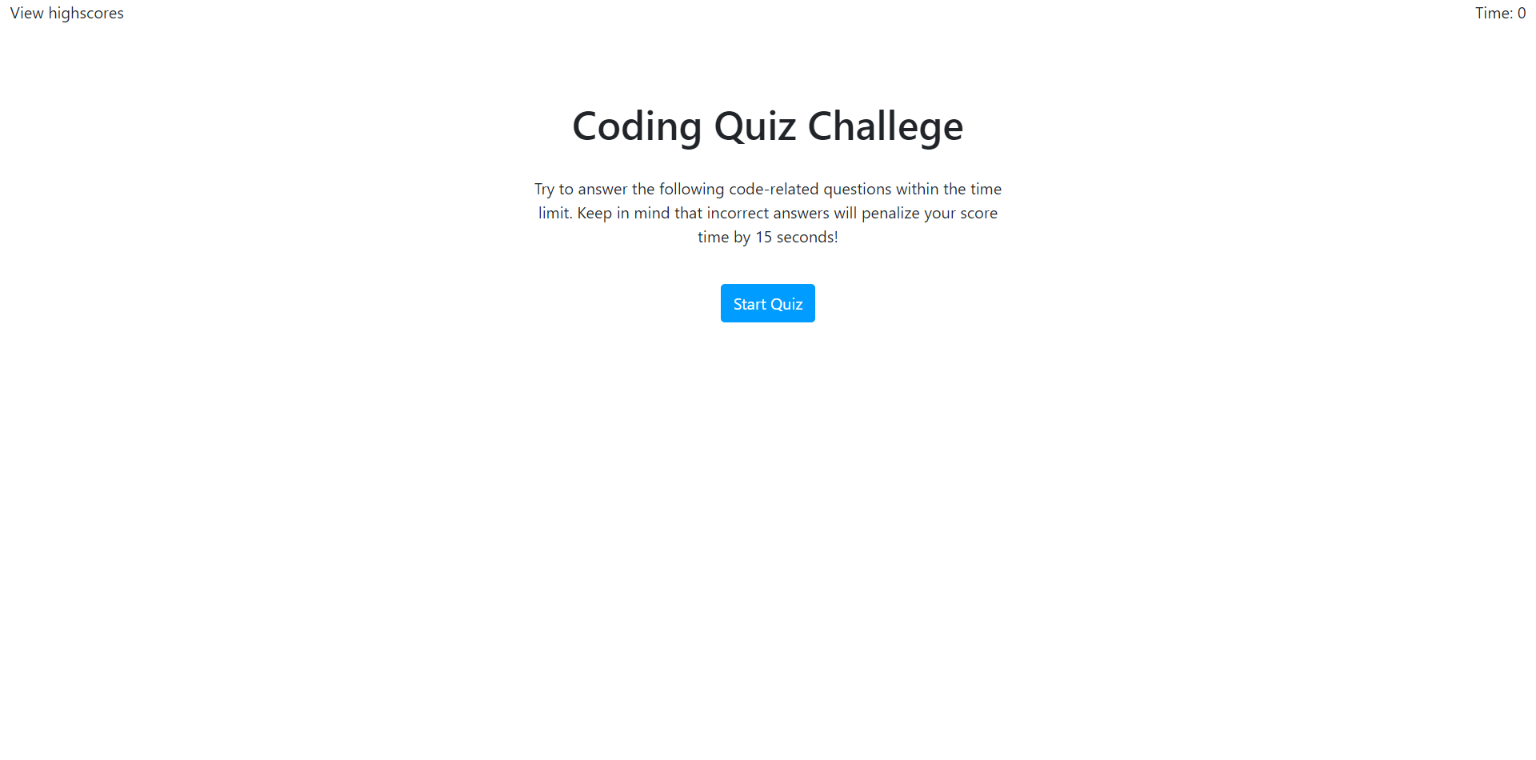 View highscores
Time: 0
Coding Quiz Challege
Try to answer the following code-related questions within the time
limit. Keep in mind that incorrect answers will penalize your score
time by 15 seconds!
Start Quiz